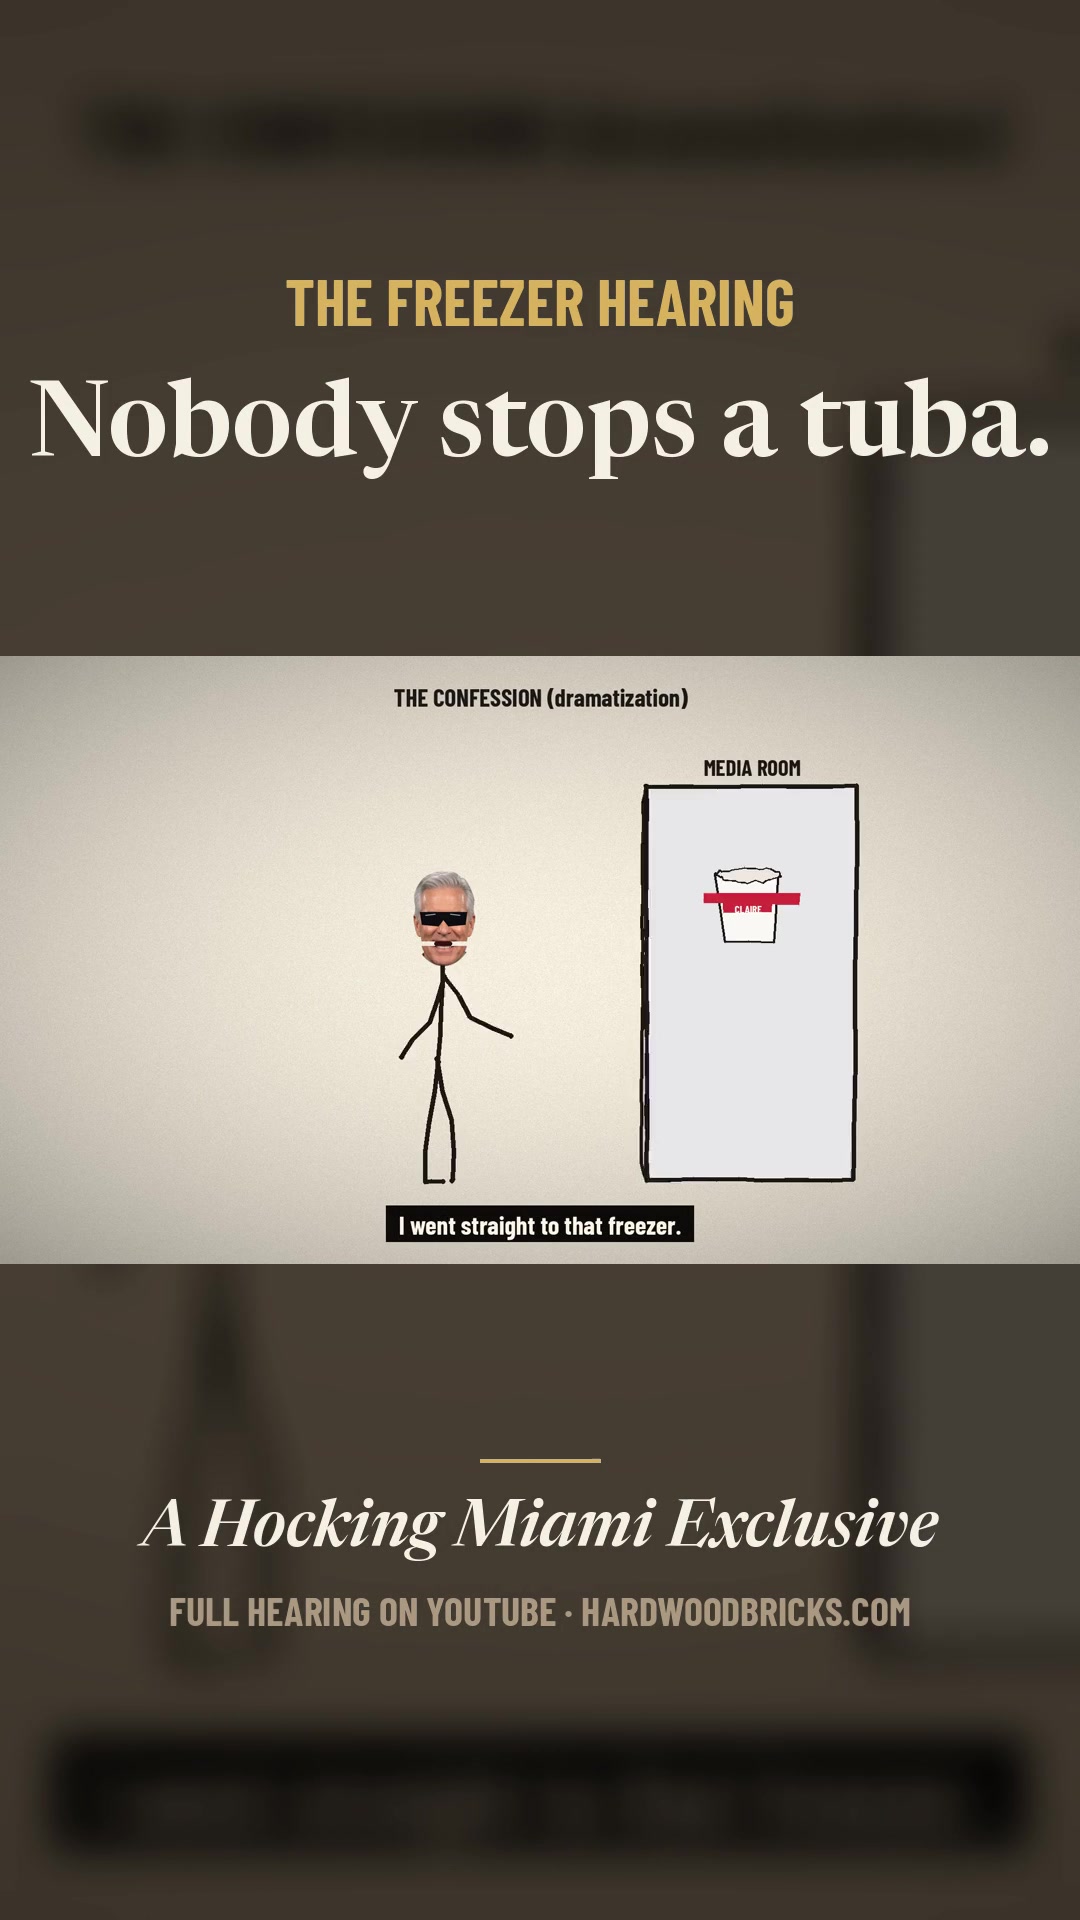 THE FREEZER HEARING
Nobody stops a tuba.
THE CONFESSION (dramatization)
MEDIA ROOM
CLAIRE
I went straight to that freezer.
A Hocking Miami Exclusive
FULL HEARING ON YOUTUBE · HARDWOODBRICKS.COM